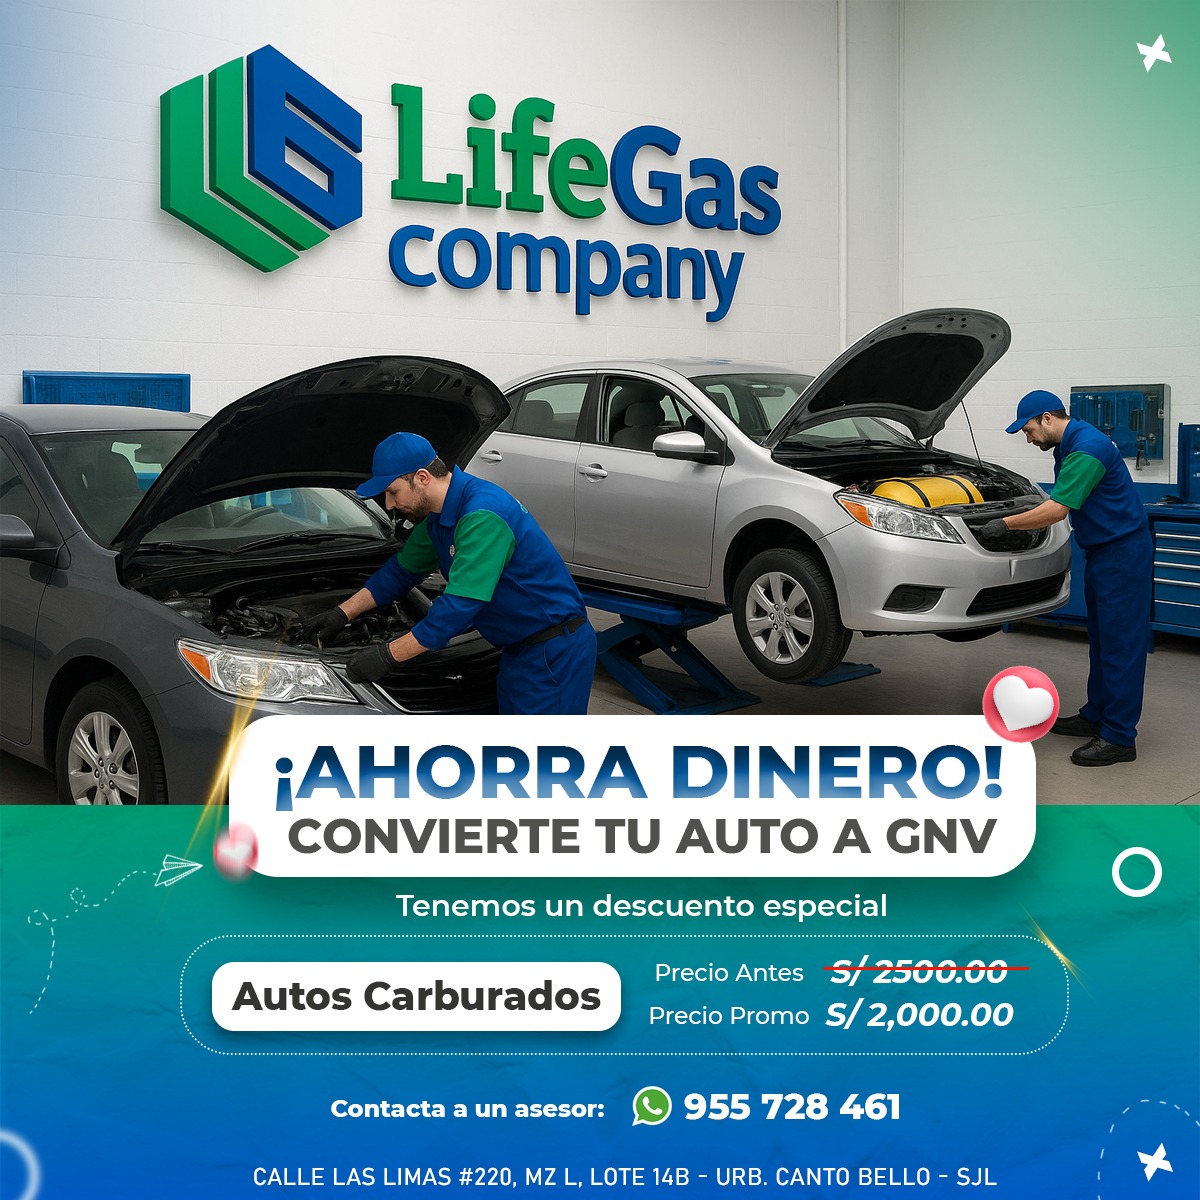 LifeGas
company
¡AHORRA DINERO!
CONVIERTE TU AUTO A GNV
Tenemos un descuento especial
Autos Carburados
Precio Antes S/ 2500.00
Precio Promo S/ 2,000.00
Contacta a un asesor: 955 728 461
CALLE LAS LIMAS #220, MZ L, LOTE 14B - URB. CANTO BELLO - SJL